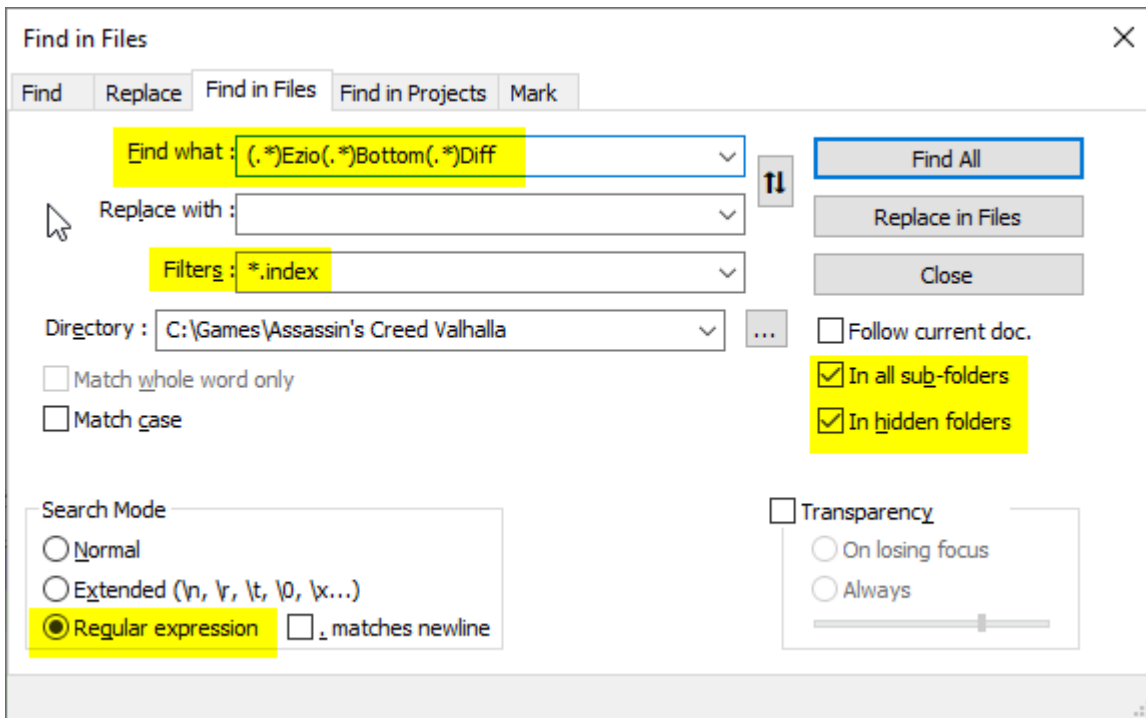 Find in Files
Find Replace Find in Files Find in Projects Mark
Find what : (.*)Ezio(.*)Bottom(.*)Diff Find All
Replace with : Replace in Files
Filters : *.index Close
Directory : C:\Games\Assassin's Creed Valhalla ... Follow current doc.
Match whole word only In all sub-folders
Match case In hidden folders
Search Mode Transparency
Normal On losing focus
Extended (\n, \r, \t, \0, \x...) Always
Regular expression . matches newline